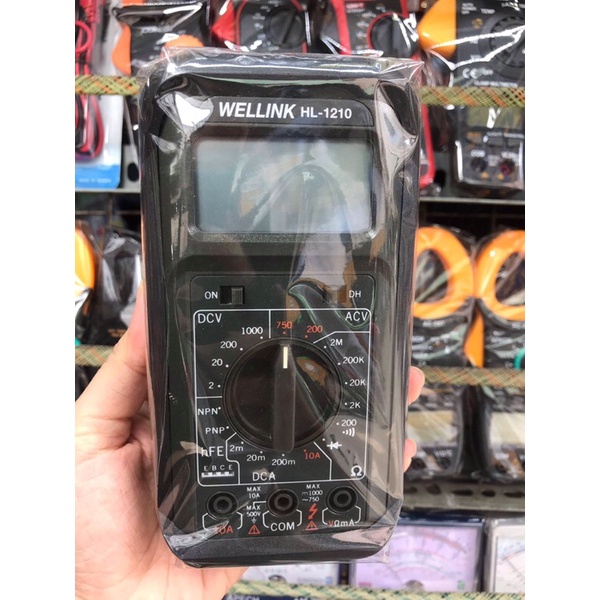 WELLINK HL-1210
ON
DH
DCV
ACV
1000
750
200
200
2M
20
200K
2
20K
2K
NPN
200
PNP
hFE
2m
20m
200m
10A
E B C E
DCA
Ω
MAX
10A
MAX
500V
MAX
⎓1000
~750
10A
COM
VΩmA